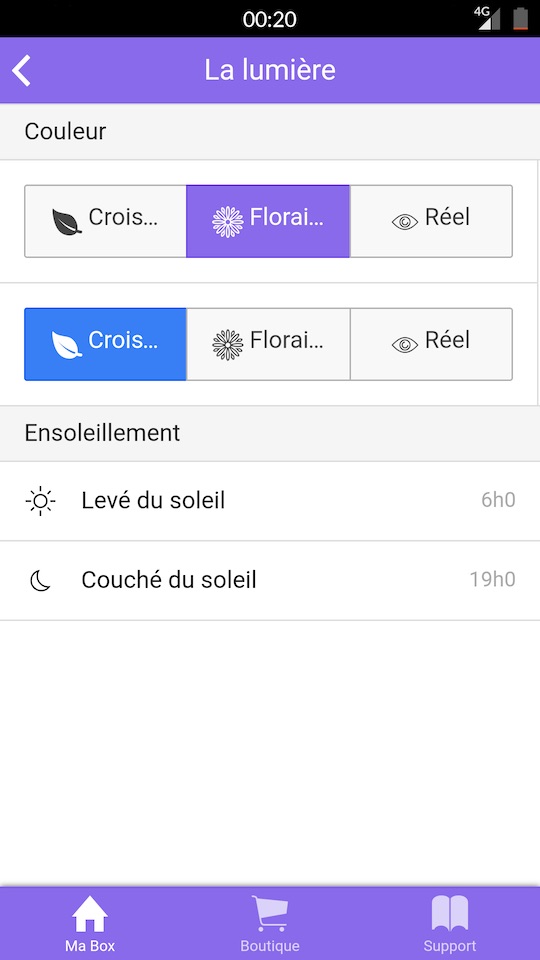 00:20
4G
La lumière
Couleur
Crois... Florai... Réel
Crois... Florai... Réel
Ensoleillement
Levé du soleil 6h0
Couché du soleil 19h0
Ma Box Boutique Support